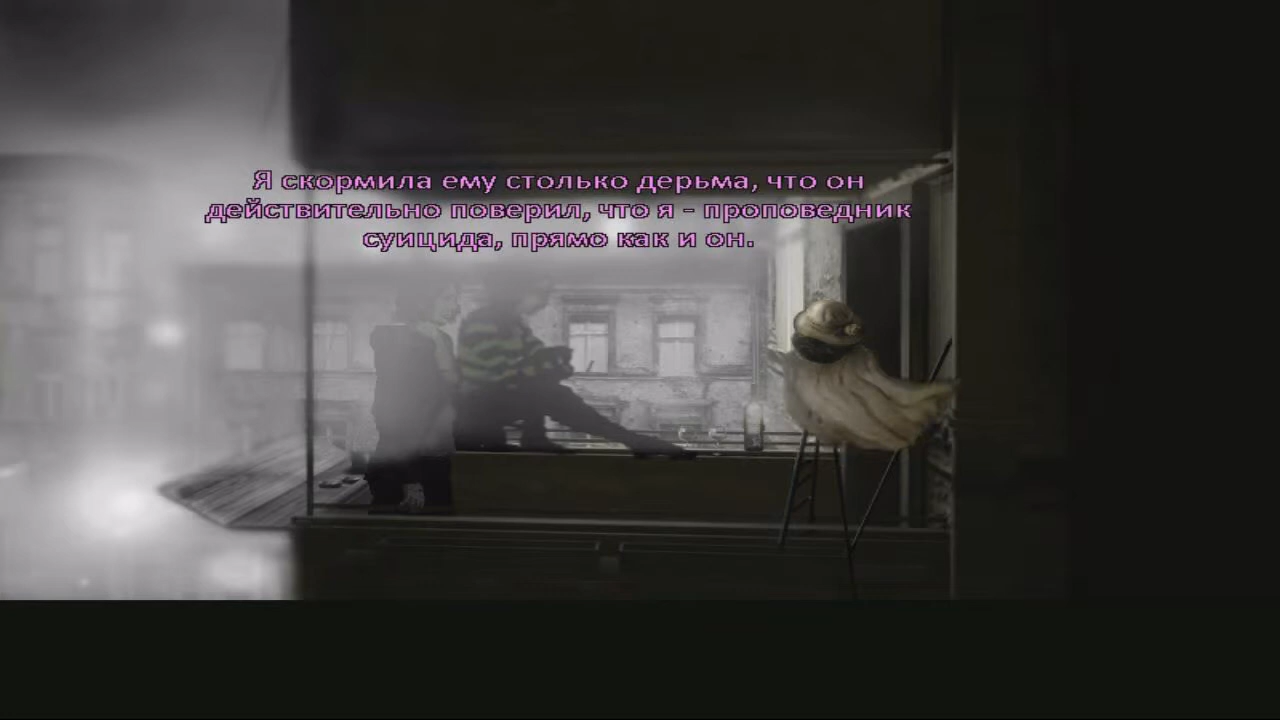 Я скормила ему столько дерьма, что он
действительно поверил, что я - проповедник
суицида, прямо как и он.